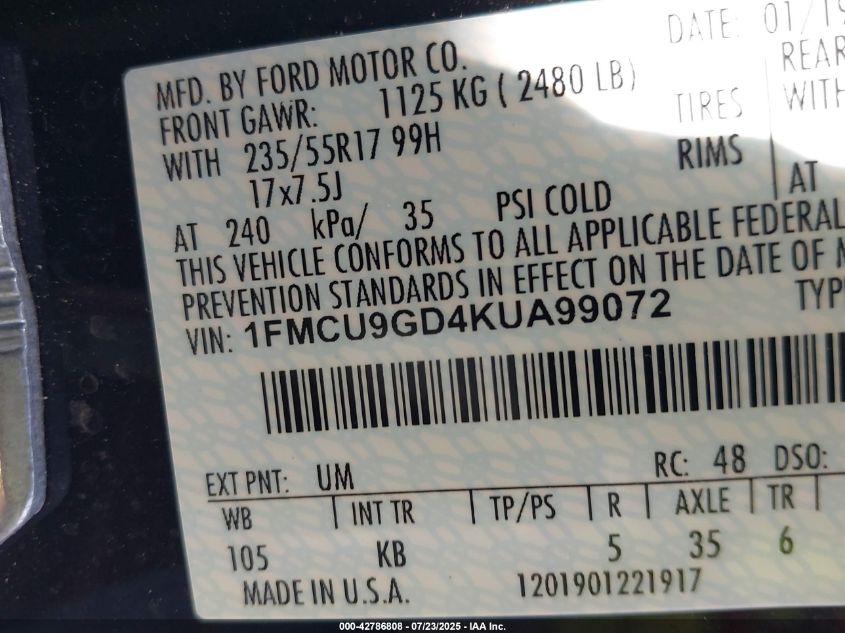 DATE: 01/19
MFD. BY FORD MOTOR CO.
FRONT GAWR: 1125 KG ( 2480 LB) REAR
WITH 235/55R17 99H TIRES WITH
17x7.5J RIMS
AT 240 kPa/ 35 PSI COLD AT
THIS VEHICLE CONFORMS TO ALL APPLICABLE FEDERAL
PREVENTION STANDARDS IN EFFECT ON THE DATE OF M
VIN: 1FMCU9GD4KUA99072 TYPE
EXT PNT: UM RC: 48 DSO:
WB INT TR TP/PS R AXLE TR
105 KB 5 35 6
MADE IN U.S.A. 1201901221917
000-42786808 - 07/23/2025 - IAA Inc.